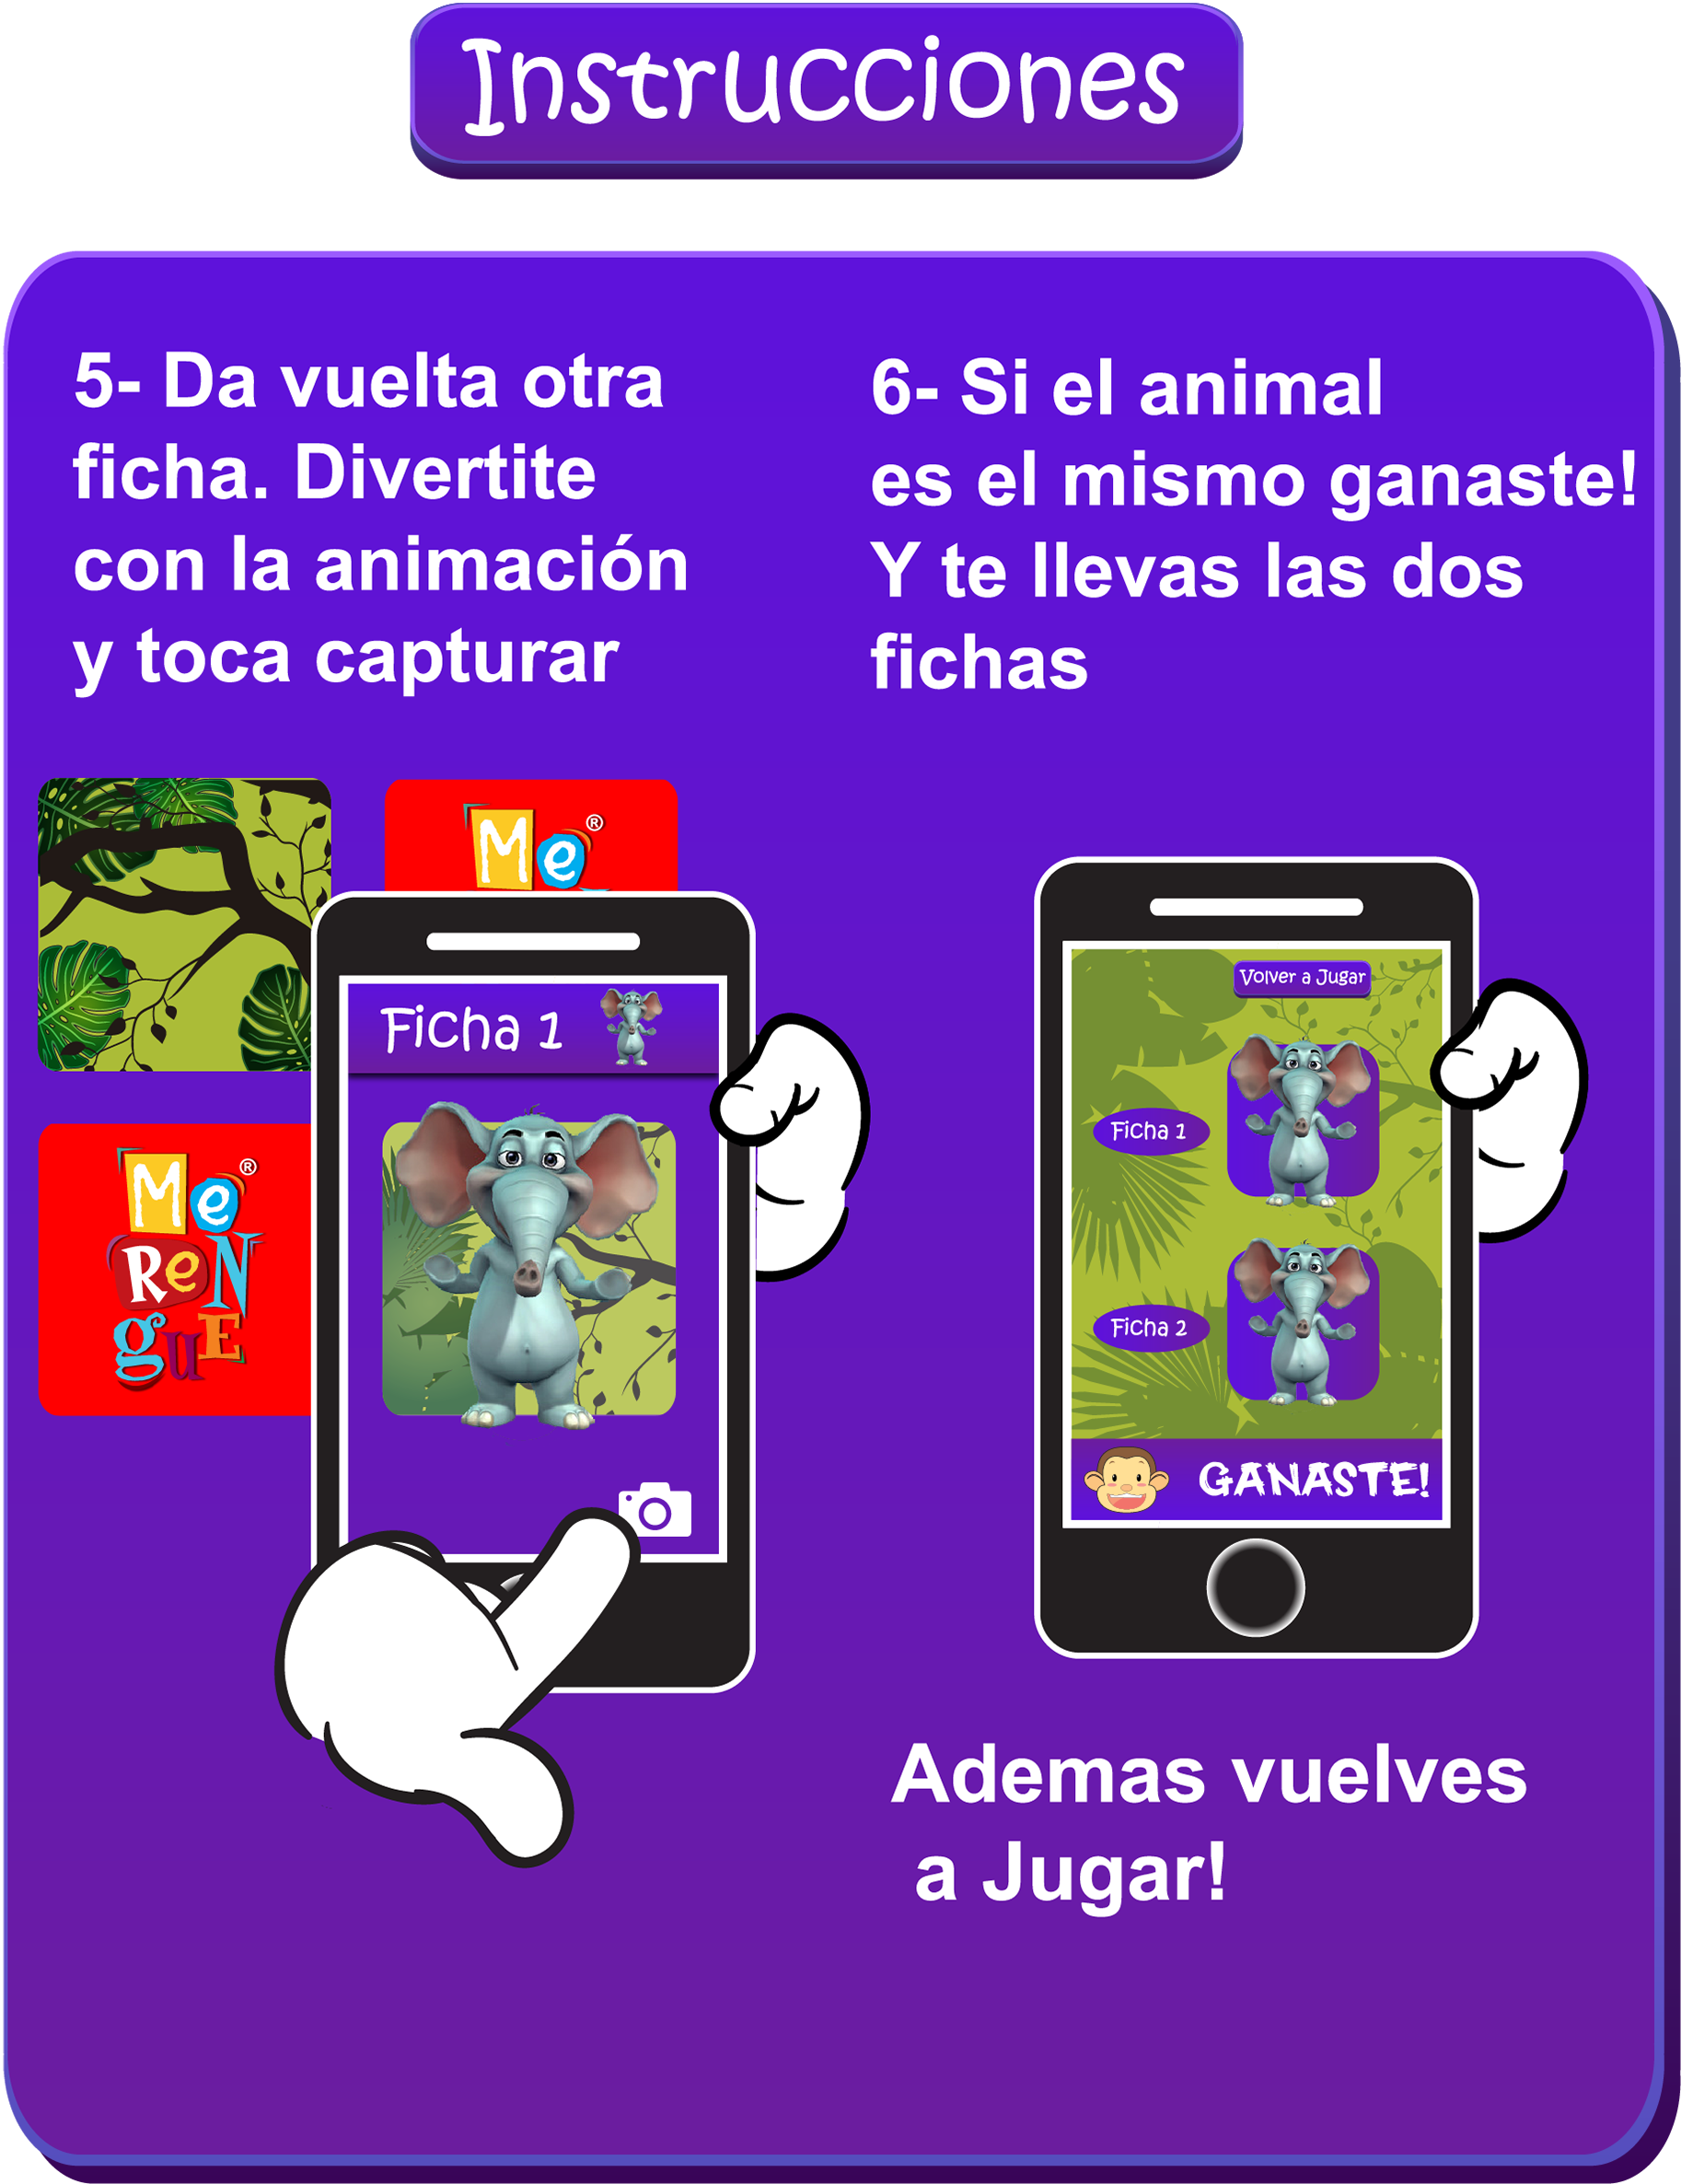 Instrucciones
5- Da vuelta otra
ficha. Divertite
con la animación
y toca capturar
6- Si el animal
es el mismo ganaste!
Y te llevas las dos
fichas
Me®
Me®
ReN
guE
Ficha 1
Volver a Jugar
Ficha 1
Ficha 2
GANASTE!
Ademas vuelves
a Jugar!